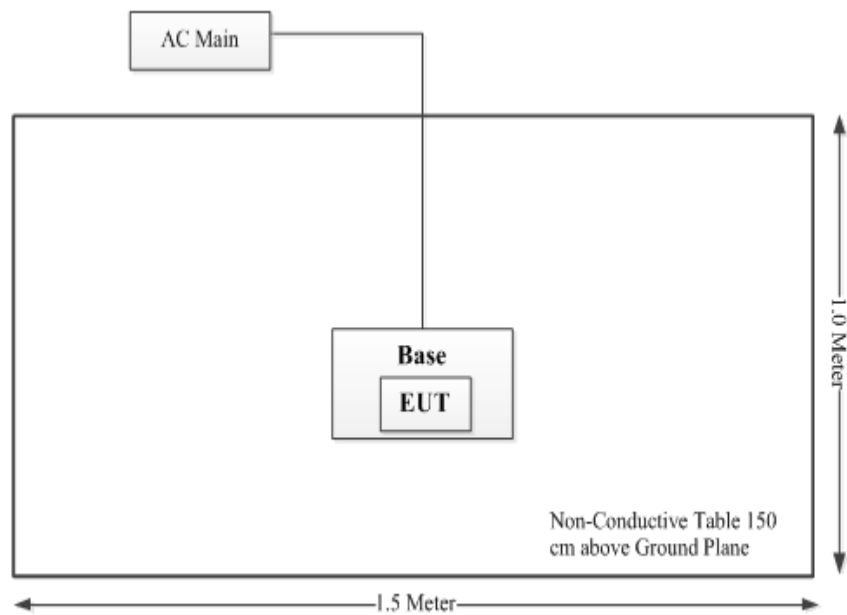 AC Main
Base
EUT
1.0 Meter
Non-Conductive Table 150
cm above Ground Plane
1.5 Meter